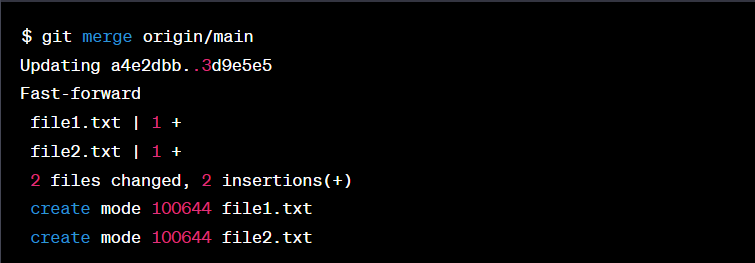 $ git merge origin/main
Updating a4e2dbb..3d9e5e5
Fast-forward
file1.txt | 1 +
file2.txt | 1 +
2 files changed, 2 insertions(+)
create mode 100644 file1.txt
create mode 100644 file2.txt